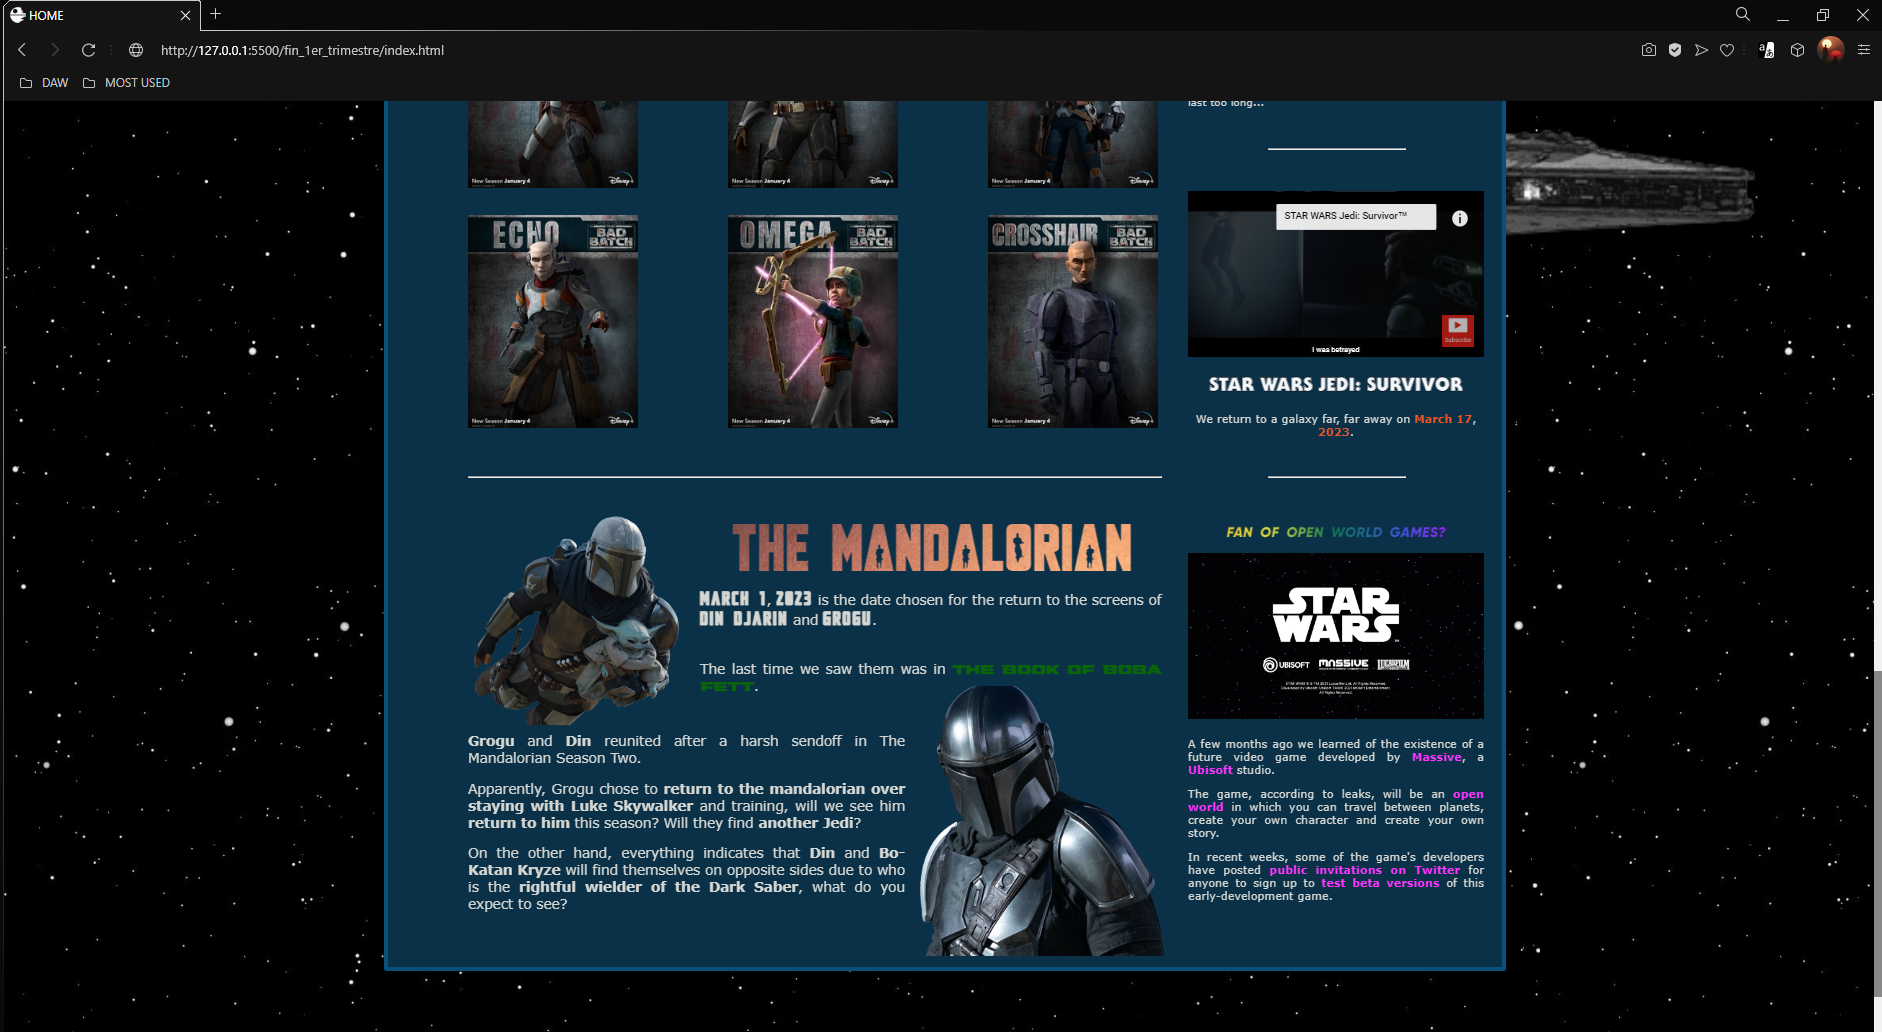 HOME
http://127.0.0.1:5500/fin_1er_trimestre/index.html
DAW
MOST USED
New Season January 4
Disney+
New Season January 4
Disney+
New Season January 4
Disney+
ECHO
BAD BATCH
New Season January 4
Disney+
OMEGA
BAD BATCH
New Season January 4
Disney+
CROSSHAIR
BAD BATCH
New Season January 4
Disney+
THE MANDALORIAN
MARCH 1, 2023 is the date chosen for the return to the screens of
DIN DJARIN and GROGU.
The last time we saw them was in THE BOOK OF BOBA
FETT.
Grogu and Din reunited after a harsh sendoff in The
Mandalorian Season Two.
Apparently, Grogu chose to return to the mandalorian over
staying with Luke Skywalker and training, will we see him
return to him this season? Will they find another Jedi?
On the other hand, everything indicates that Din and Bo-
Katan Kryze will find themselves on opposite sides due to who
is the rightful wielder of the Dark Saber, what do you
expect to see?
last too long...
STAR WARS Jedi: Survivor™
Subscribe
I was betrayed
STAR WARS JEDI: SURVIVOR
We return to a galaxy far, far away on March 17,
2023.
FAN OF OPEN WORLD GAMES?
STAR
WARS
UBISOFT MASSIVE LUCASFILM
A few months ago we learned of the existence of a
future video game developed by Massive, a
Ubisoft studio.
The game, according to leaks, will be an open
world in which you can travel between planets,
create your own character and create your own
story.
In recent weeks, some of the game's developers
have posted public invitations on Twitter for
anyone to sign up to test beta versions of this
early-development game.